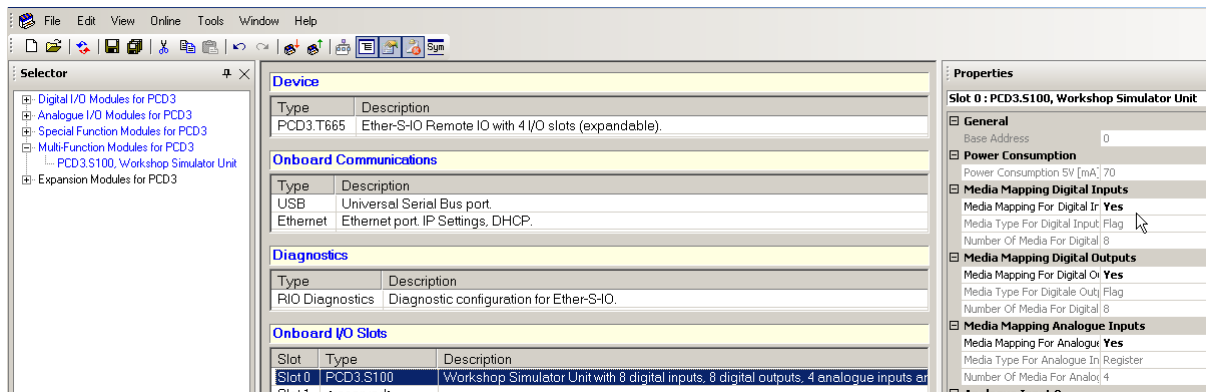 File Edit View Online Tools Window Help
Sym
Selector
Digital I/O Modules for PCD3
Analogue I/O Modules for PCD3
Special Function Modules for PCD3
Multi-Function Modules for PCD3
PCD3.S100, Workshop Simulator Unit
Expansion Modules for PCD3
Device
Type Description
PCD3.T665 Ether-S-IO Remote IO with 4 I/O slots (expandable).
Onboard Communications
Type Description
USB Universal Serial Bus port.
Ethernet Ethernet port. IP Settings, DHCP.
Diagnostics
Type Description
RIO Diagnostics Diagnostic configuration for Ether-S-IO.
Onboard I/O Slots
Slot Type Description
Slot 0 PCD3.S100 Workshop Simulator Unit with 8 digital inputs, 8 digital outputs, 4 analogue inputs ar
Properties
Slot 0 : PCD3.S100, Workshop Simulator Unit
General
Base Address 0
Power Consumption
Power Consumption 5V [mA] 70
Media Mapping Digital Inputs
Media Mapping For Digital Ir Yes
Media Type For Digital Input Flag
Number Of Media For Digital 8
Media Mapping Digital Outputs
Media Mapping For Digital Ou Yes
Media Type For Digitale Outp Flag
Number Of Media For Digital 8
Media Mapping Analogue Inputs
Media Mapping For Analogue Yes
Media Type For Analogue In Register
Number Of Media For Analog 4